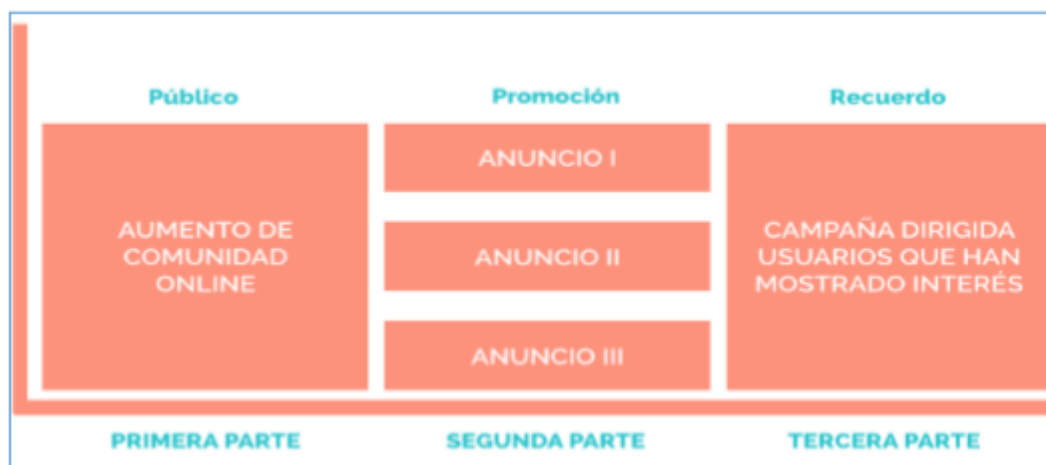 Público
Promoción
Recuerdo
AUMENTO DE
COMUNIDAD
ONLINE
ANUNCIO I
ANUNCIO II
ANUNCIO III
CAMPAÑA DIRIGIDA
USUARIOS QUE HAN
MOSTRADO INTERÉS
PRIMERA PARTE
SEGUNDA PARTE
TERCERA PARTE